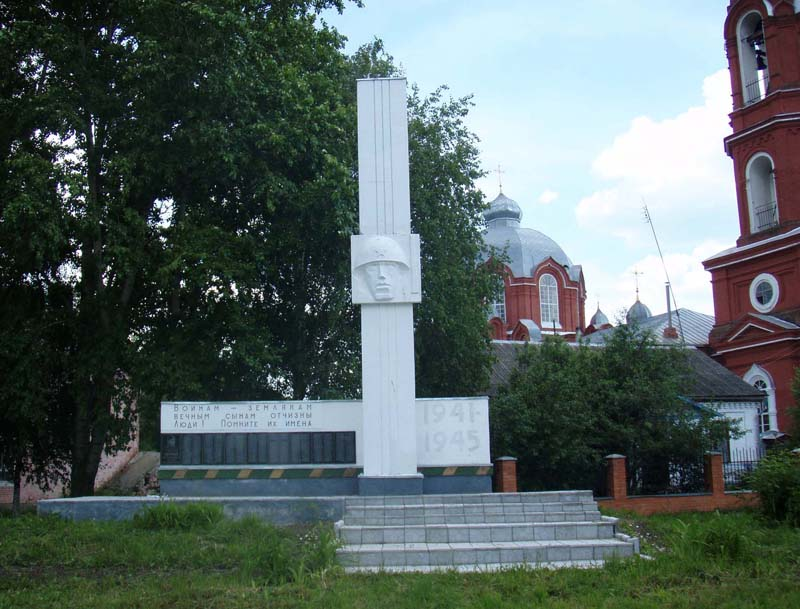 Воинам – землякам
вечным сынам отчизны
Люди! Помните их имена
1941-
1945